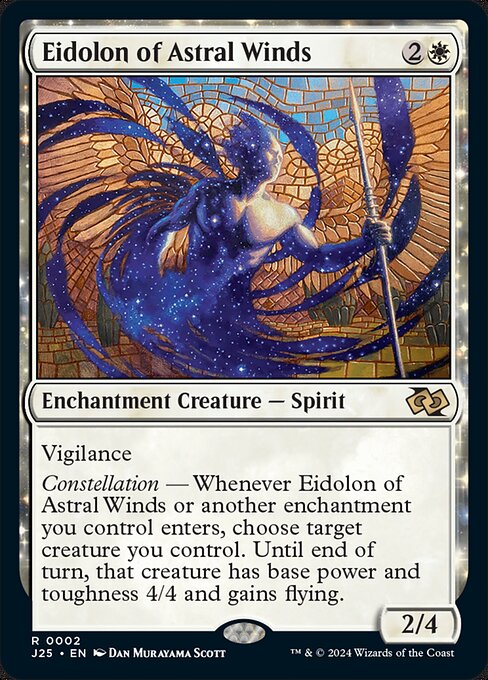 Eidolon of Astral Winds 2
Enchantment Creature — Spirit
Vigilance
Constellation — Whenever Eidolon of
Astral Winds or another enchantment
you control enters, choose target
creature you control. Until end of
turn, that creature has base power and
toughness 4/4 and gains flying.
2/4
R 0002
J25 • EN Dan Murayama Scott
™ & © 2024 Wizards of the Coast